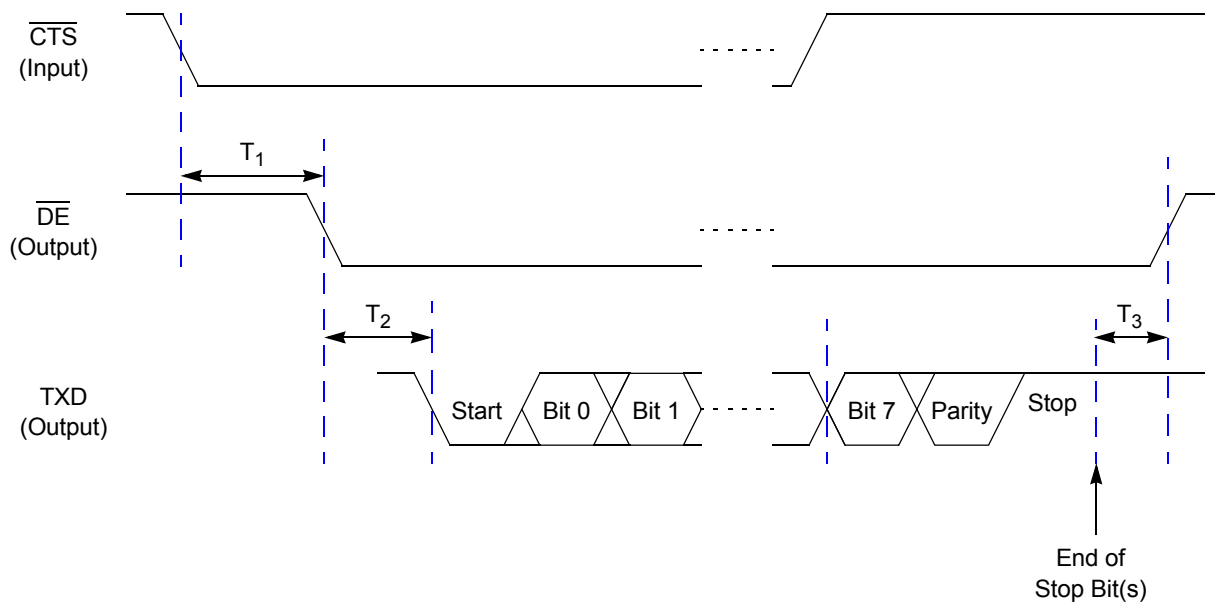 CTS
(Input)
T1
DE
(Output)
T2
T3
TXD
(Output)
Start
Bit 0
Bit 1
Bit 7
Parity
Stop
End of
Stop Bit(s)